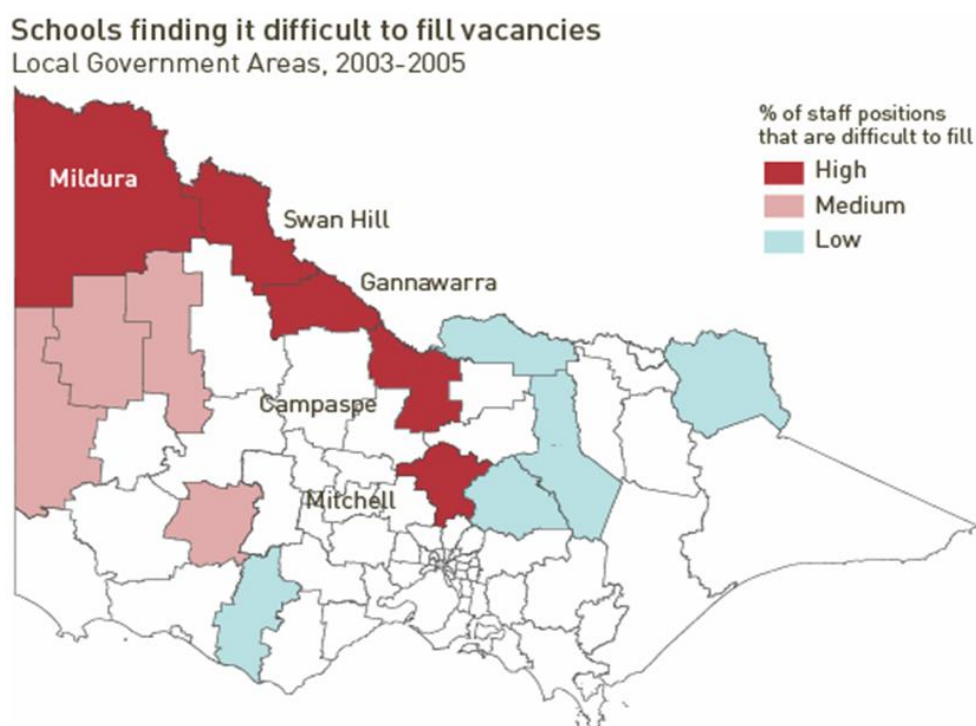 Schools finding it difficult to fill vacancies
Local Government Areas, 2003-2005
% of staff positions
that are difficult to fill
High
Medium
Low
Mildura
Swan Hill
Gannawarra
Campaspe
Mitchell